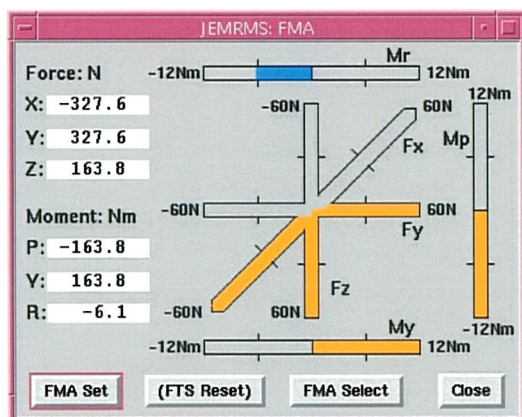 JEMRMS: FMA
Force: N
X: -327.6
Y: 327.6
Z: 163.8
Moment: Nm
P: -163.8
Y: 163.8
R: -6.1
Mr
-12Nm
12Nm
-60N
60N
Fx
12Nm
Mp
-60N
60N
Fy
Fz
-60N
60N
My
-12Nm
-12Nm
12Nm
FMA Set
(FTS Reset)
FMA Select
Close